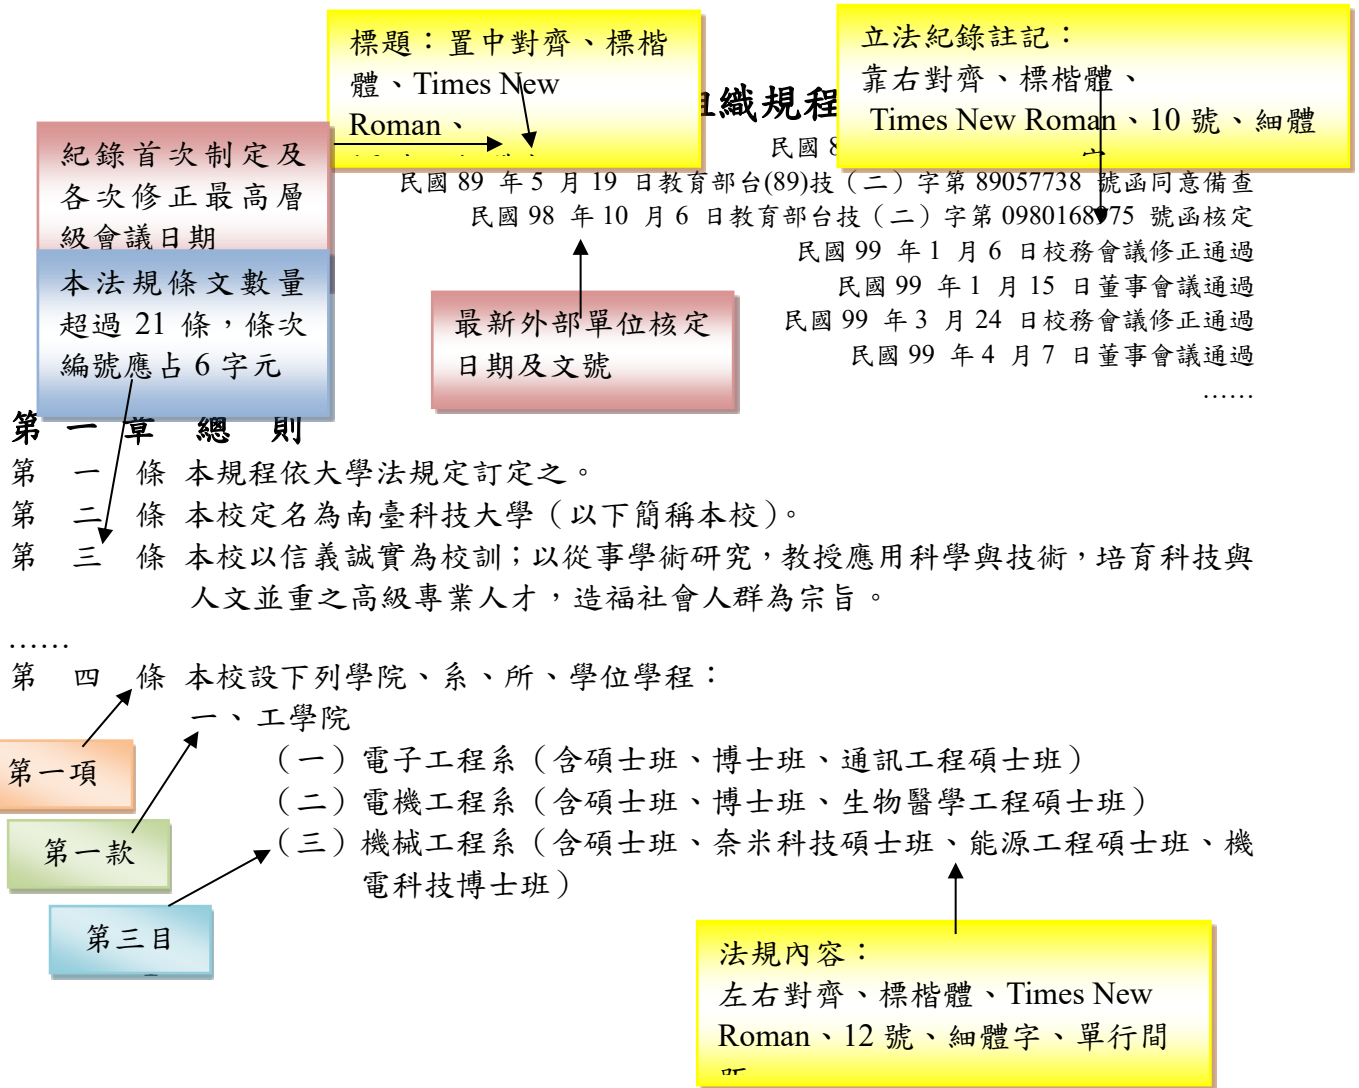 標題：置中對齊、標楷
體、Times New
Roman、
立法紀錄註記：
靠右對齊、標楷體、
Times New Roman、10 號、細體
織規程
民國
紀錄首次制定及
各次修正最高層
級會議日期
民國 89 年 5 月 19 日教育部台(89)技（二）字第 89057738 號函同意備查
民國 98 年 10 月 6 日教育部台技（二）字第 0980168975 號函核定
民國 99 年 1 月 6 日校務會議修正通過
民國 99 年 1 月 15 日董事會議通過
民國 99 年 3 月 24 日校務會議修正通過
民國 99 年 4 月 7 日董事會議通過
……
本法規條文數量
超過 21 條，條次
編號應占 6 字元
最新外部單位核定
日期及文號
第 一 章 總 則
第 一 條 本規程依大學法規定訂定之。
第 二 條 本校定名為南臺科技大學（以下簡稱本校）。
第 三 條 本校以信義誠實為校訓；以從事學術研究，教授應用科學與技術，培育科技與
人文並重之高級專業人才，造福社會人群為宗旨。
……
第 四 條 本校設下列學院、系、所、學位學程：
一、工學院
（一）電子工程系（含碩士班、博士班、通訊工程碩士班）
（二）電機工程系（含碩士班、博士班、生物醫學工程碩士班）
（三）機械工程系（含碩士班、奈米科技碩士班、能源工程碩士班、機
電科技博士班）
第一項
第一款
第三目
法規內容：
左右對齊、標楷體、Times New
Roman、12 號、細體字、單行間